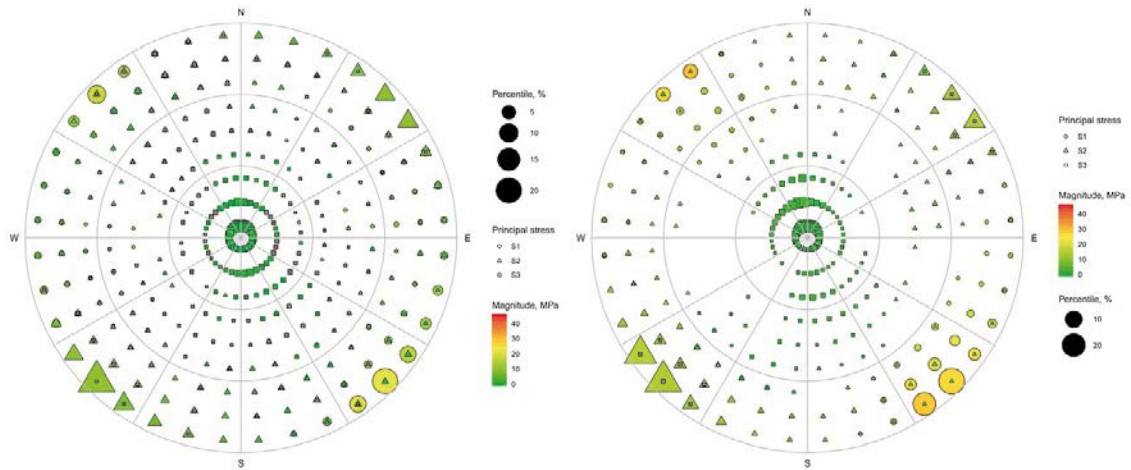 N
W
E
S
Percentile, %
5
10
15
20
Principal stress
S1
S2
S3
Magnitude, MPa
40
30
20
10
0
N
W
E
S
Principal stress
S1
S2
S3
Magnitude, MPa
40
30
20
10
0
Percentile, %
10
20